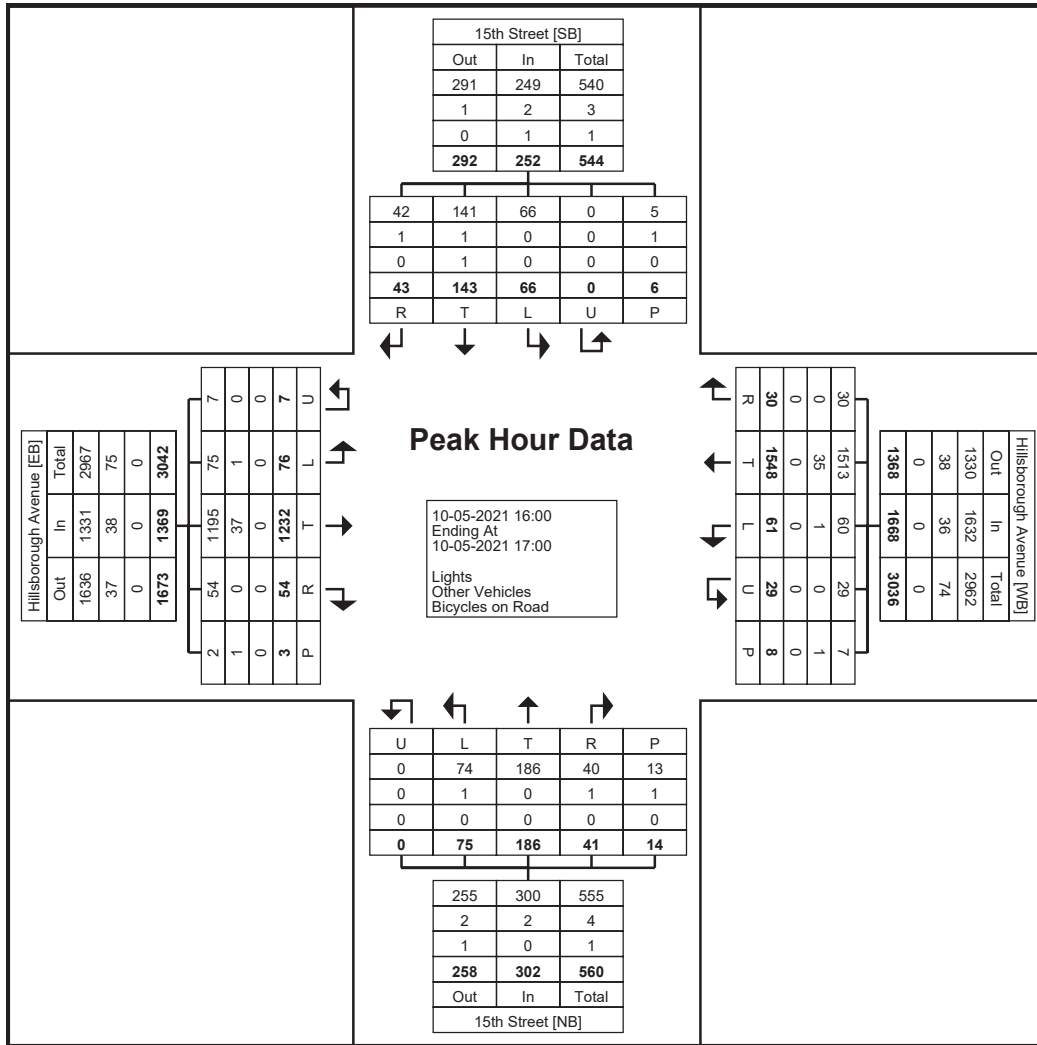 15th Street [SB]
Out In Total
291 249 540
1 2 3
0 1 1
292 252 544
42 141 66 0 5
1 1 0 0 1
0 1 0 0 0
43 143 66 0 6
R T L U P
Hillsborough Avenue [EB]
Total In Out
2967 1331 1636
75 38 37
0 0 0
3042 1369 1673
7 75 1195 54 2
0 1 37 0 1
0 0 0 0 0
7 76 1232 54 3
U L T R P
Peak Hour Data
10-05-2021 16:00
Ending At
10-05-2021 17:00
Lights
Other Vehicles
Bicycles on Road
R T L U P
30 1548 61 29 8
0 0 0 0 0
0 35 1 0 1
30 1513 60 29 7
1368 1668 3036
0 0 0
38 36 74
1330 1632 2962
Out In Total
Hillsborough Avenue [WB]
U L T R P
0 74 186 40 13
0 1 0 1 1
0 0 0 0 0
0 75 186 41 14
255 300 555
2 2 4
1 0 1
258 302 560
Out In Total
15th Street [NB]